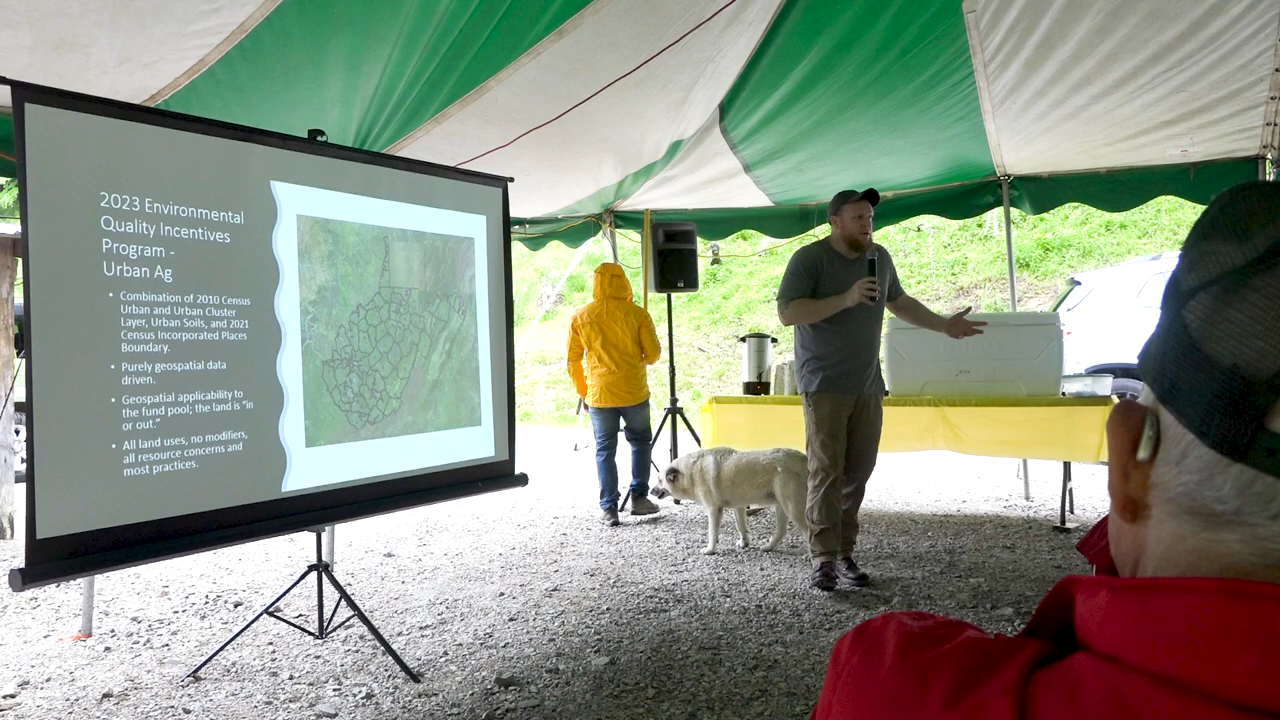 2023 Environmental
Quality Incentives
Program -
Urban Ag
• Combination of 2010 Census
Urban and Urban Cluster
Layer, Urban Soils, and 2021
Census Incorporated Places
Boundary.
• Purely geospatial data
driven.
• Geospatial applicability to
the fund pool; the land is "in
or out."
• All land uses, no modifiers,
all resource concerns and
most practices.